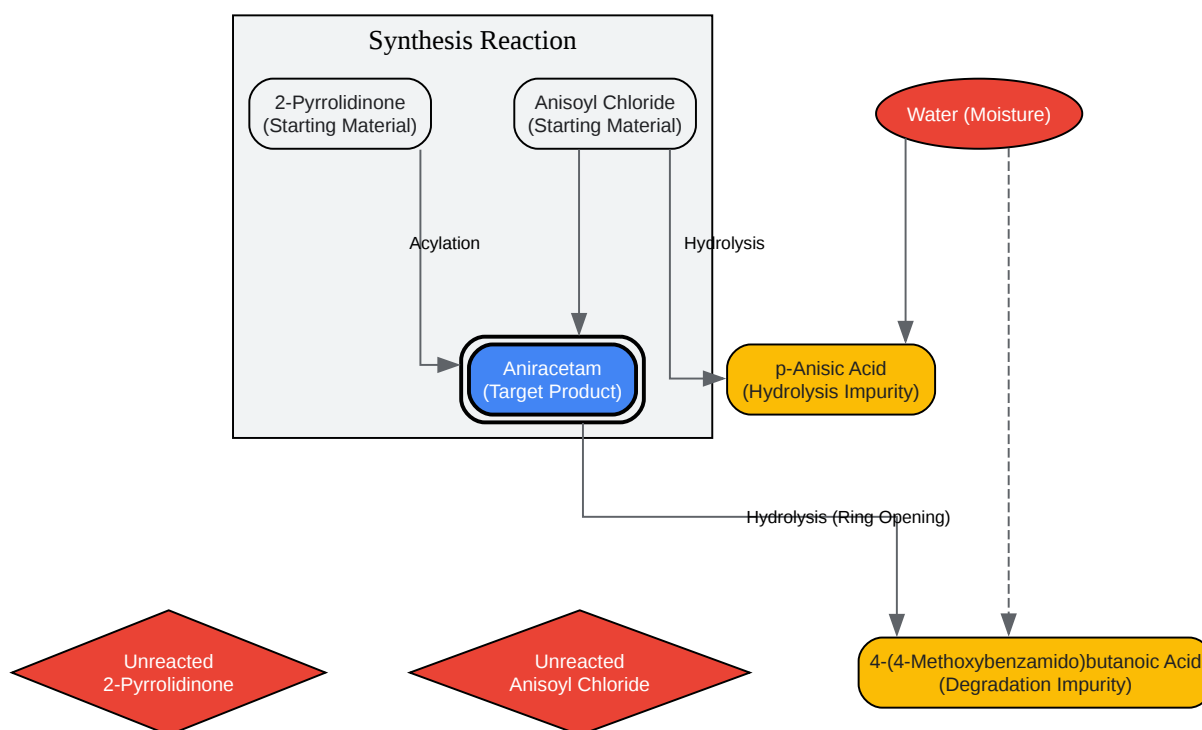 Synthesis Reaction
2-Pyrrolidinone
(Starting Material)
Anisoyl Chloride
(Starting Material)
Water (Moisture)
Acylation
Hydrolysis
Aniracetam
(Target Product)
p-Anisic Acid
(Hydrolysis Impurity)
Hydrolysis (Ring Opening)
Unreacted
2-Pyrrolidinone
Unreacted
Anisoyl Chloride
4-(4-Methoxybenzamido)butanoic Acid
(Degradation Impurity)